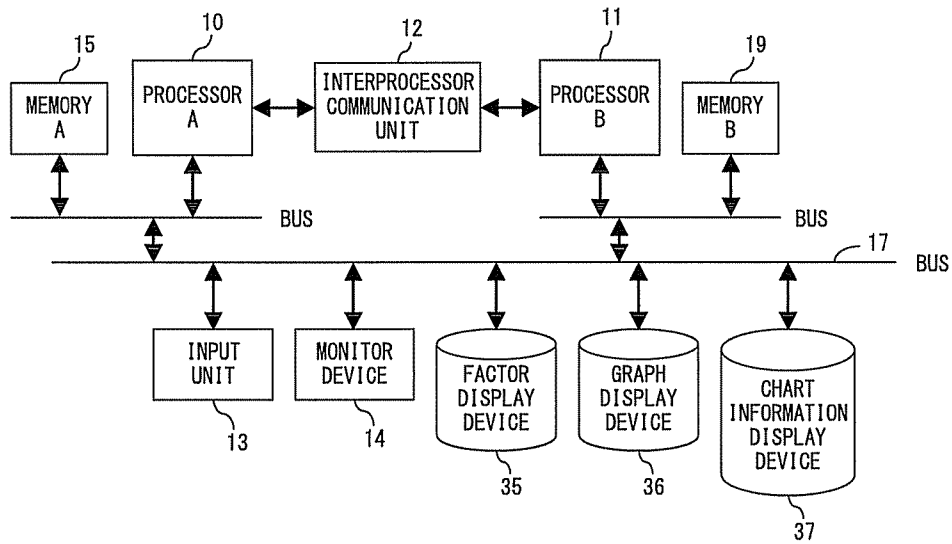 15
10
12
11
19
MEMORY
A
PROCESSOR
A
INTERPROCESSOR
COMMUNICATION
UNIT
PROCESSOR
B
MEMORY
B
BUS
BUS
17
BUS
INPUT
UNIT
MONITOR
DEVICE
FACTOR
DISPLAY
DEVICE
GRAPH
DISPLAY
DEVICE
CHART
INFORMATION
DISPLAY
DEVICE
13
14
35
36
37